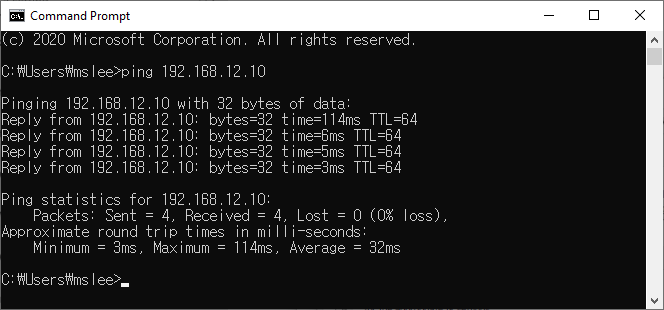 Command Prompt
(c) 2020 Microsoft Corporation. All rights reserved.
C:₩Users₩mslee>ping 192.168.12.10
Pinging 192.168.12.10 with 32 bytes of data:
Reply from 192.168.12.10: bytes=32 time=114ms TTL=64
Reply from 192.168.12.10: bytes=32 time=6ms TTL=64
Reply from 192.168.12.10: bytes=32 time=5ms TTL=64
Reply from 192.168.12.10: bytes=32 time=3ms TTL=64
Ping statistics for 192.168.12.10:
    Packets: Sent = 4, Received = 4, Lost = 0 (0% loss),
Approximate round trip times in milli-seconds:
    Minimum = 3ms, Maximum = 114ms, Average = 32ms
C:₩Users₩mslee>